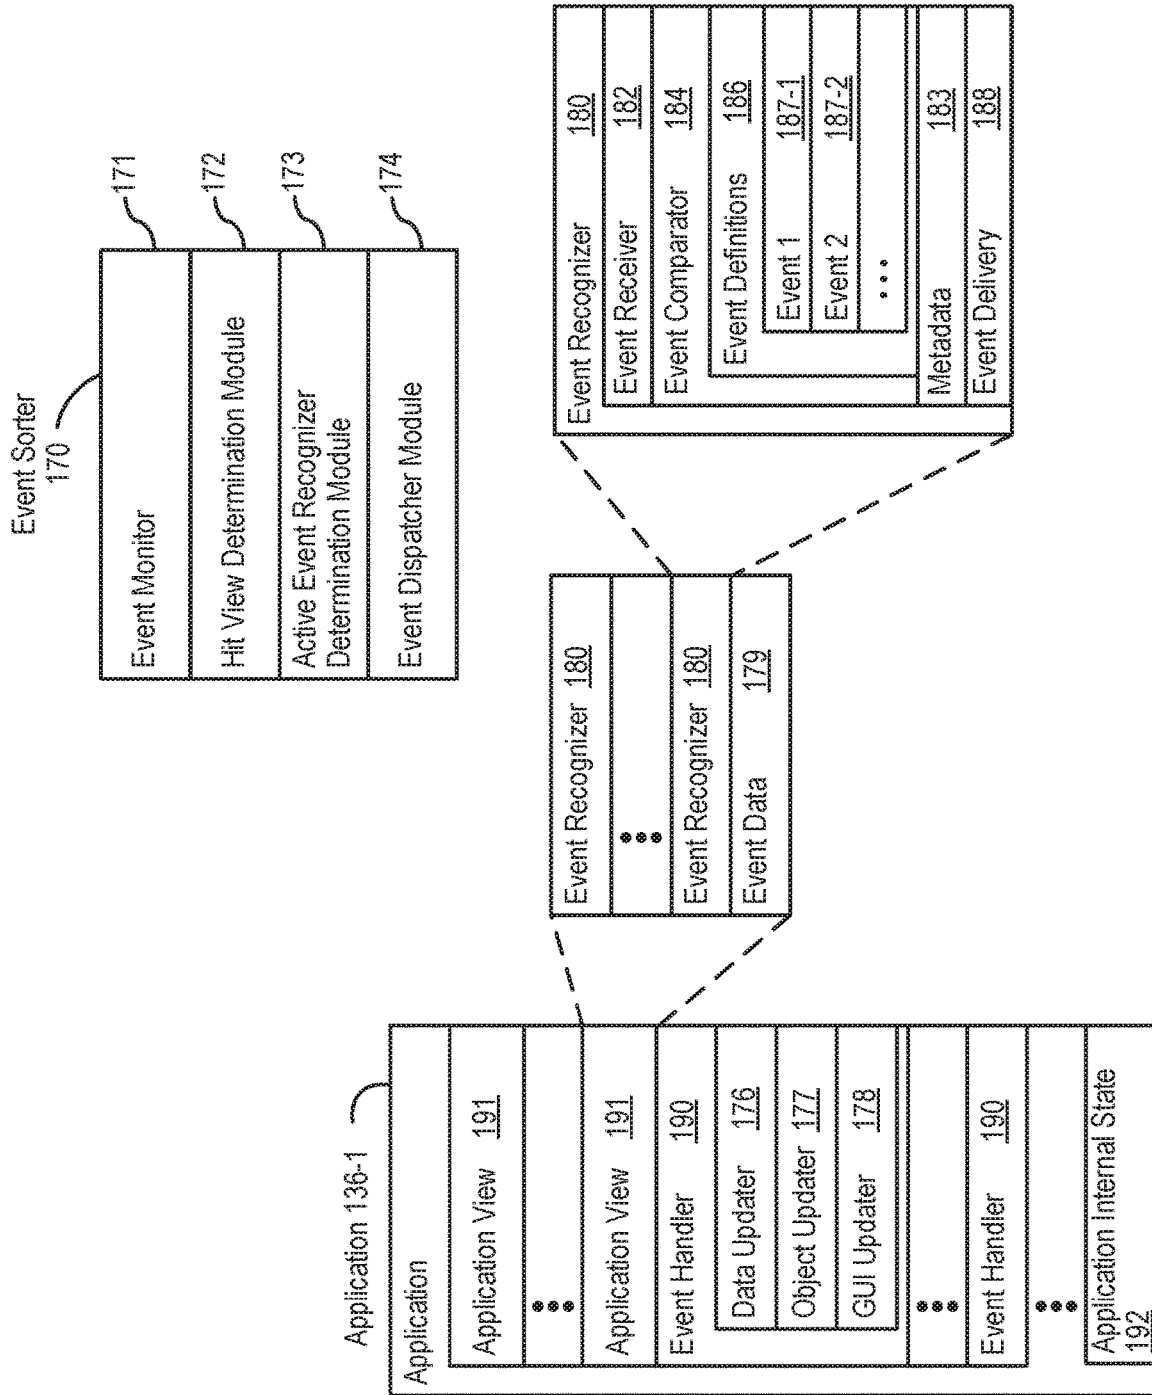 Event Sorter
170
Event Monitor
171
Hit View Determination Module
172
Active Event Recognizer
Determination Module
173
Event Dispatcher Module
174
Application 136-1
Application
Application View 191
•••
Application View 191
Event Handler 190
Data Updater 176
Object Updater 177
GUI Updater 178
•••
Event Handler 190
•••
Application Internal State
192
Event Recognizer 180
•••
Event Recognizer 180
Event Data 179
Event Recognizer 180
Event Receiver 182
Event Comparator 184
Event Definitions 186
Event 1 187-1
Event 2 187-2
•••
Metadata 183
Event Delivery 188